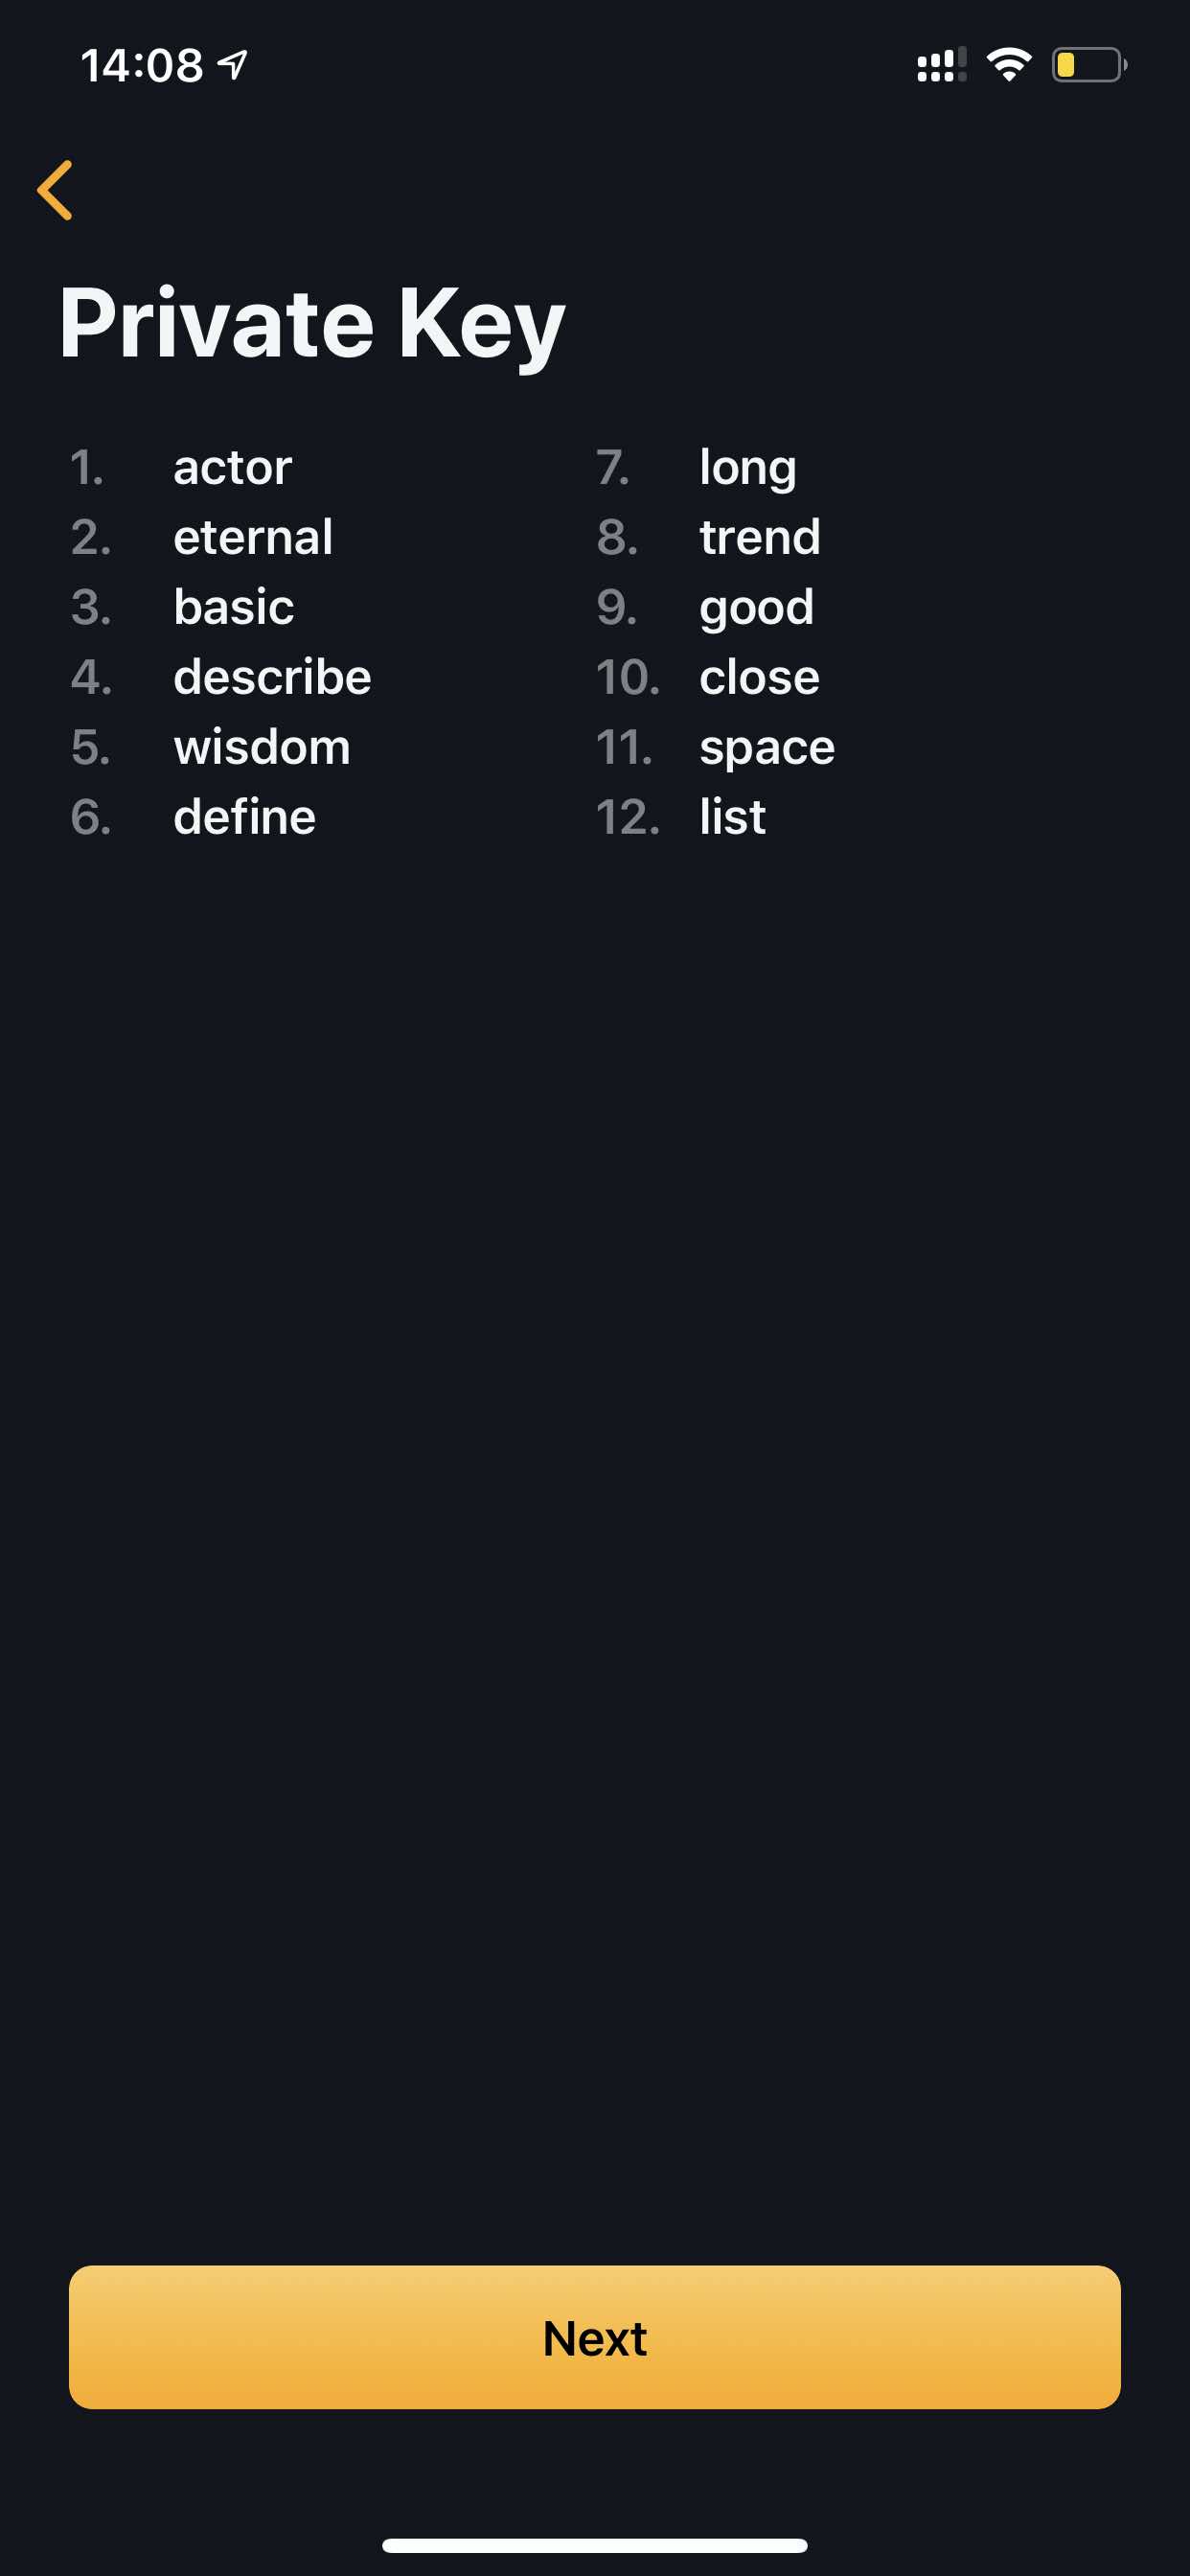 14:08
Private Key
1. actor
2. eternal
3. basic
4. describe
5. wisdom
6. define
7. long
8. trend
9. good
10. close
11. space
12. list
Next